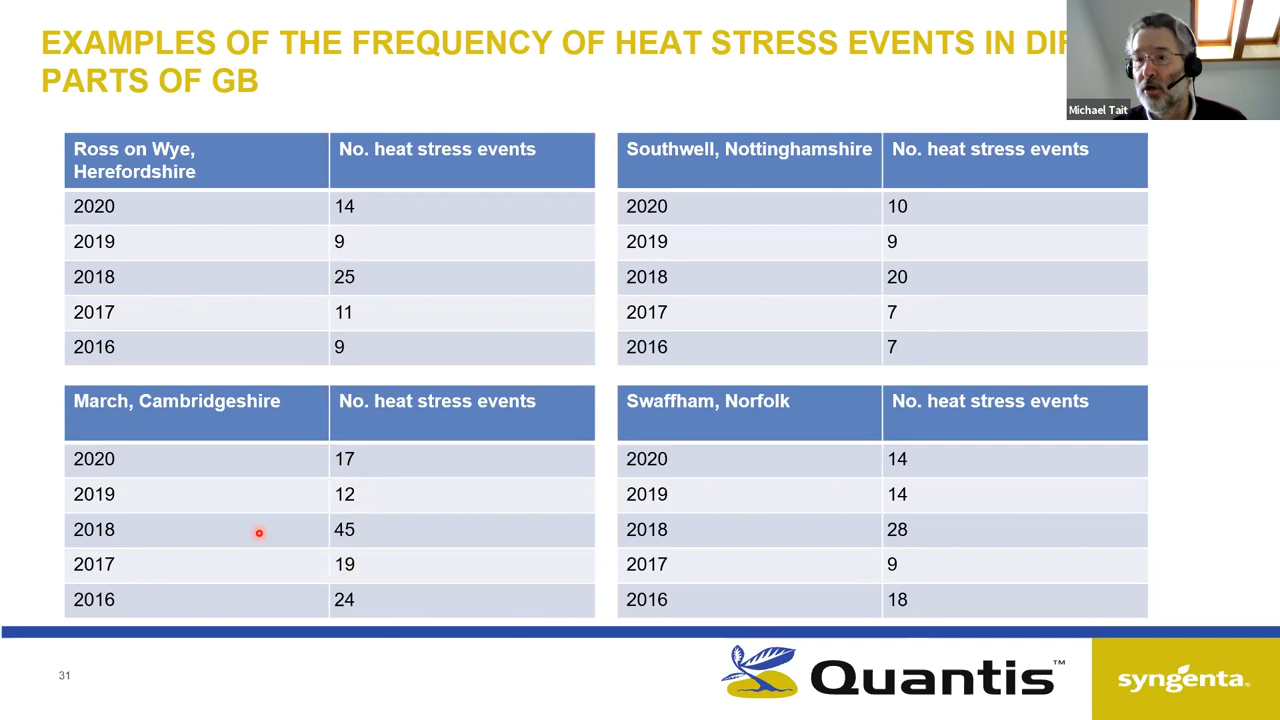 EXAMPLES OF THE FREQUENCY OF HEAT STRESS EVENTS IN
PARTS OF GB
Michael Tait
Ross on Wye, Herefordshire No. heat stress events
2020 14
2019 9
2018 25
2017 11
2016 9
Southwell, Nottinghamshire No. heat stress events
2020 10
2019 9
2018 20
2017 7
2016 7
March, Cambridgeshire No. heat stress events
2020 17
2019 12
2018 45
2017 19
2016 24
Swaffham, Norfolk No. heat stress events
2020 14
2019 14
2018 28
2017 9
2016 18
31
Quantis™
syngenta®